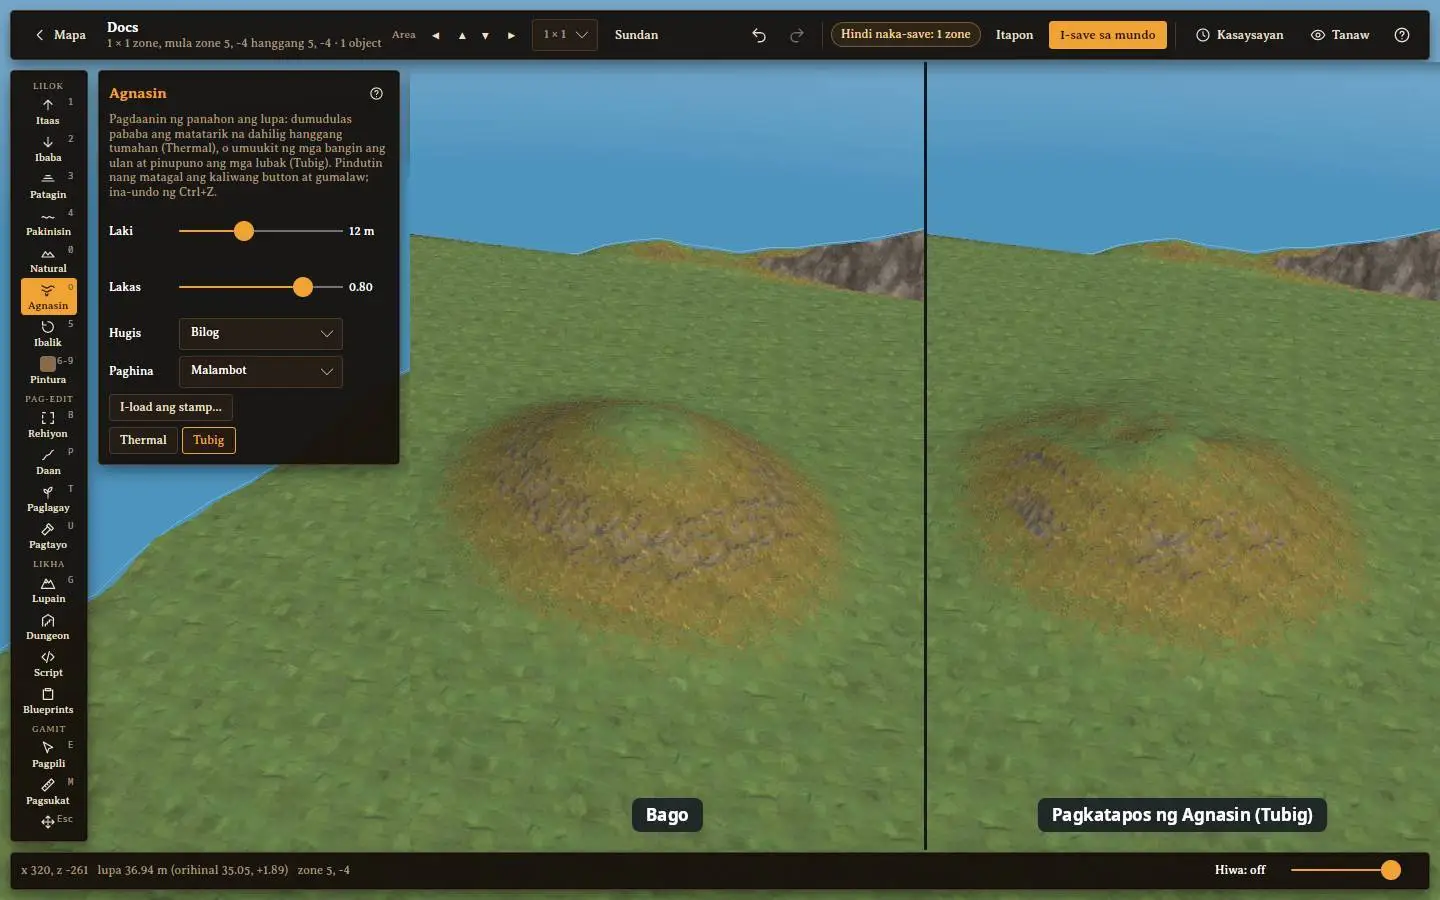 Mapa
Docs
1 × 1 zone, mula zone 5, -4 hanggang 5, -4 · 1 object
Area
1 × 1
Sundan
Hindi naka-save: 1 zone
Itapon
I-save sa mundo
Kasaysayan
Tanaw
LILOK
Itaas 1
Ibaba 2
Patagin 3
Pakinisin 4
Natural 0
Agnasin O
Ibalik 5
Pintura 6-9
PAG-EDIT
Rehiyon B
Daan P
Paglagay T
Pagtayo U
LIKHA
Lupain G
Dungeon
Script
Blueprints
GAMIT
Pagpili E
Pagsukat M
Esc
Agnasin
Pagdaanin ng panahon ang lupa: dumudulas
pababa ang matatarik na dahilig hanggang
tumahan (Thermal), o umuukit ng mga bangin ang
ulan at pinupuno ang mga lubak (Tubig). Pindutin
nang matagal ang kaliwang button at gumalaw;
ina-undo ng Ctrl+Z.
Laki 12 m
Lakas 0.80
Hugis Bilog
Paghina Malambot
I-load ang stamp...
Thermal Tubig
Bago
Pagkatapos ng Agnasin (Tubig)
x 320, z -261 lupa 36.94 m (orihinal 35.05, +1.89) zone 5, -4
Hiwa: off